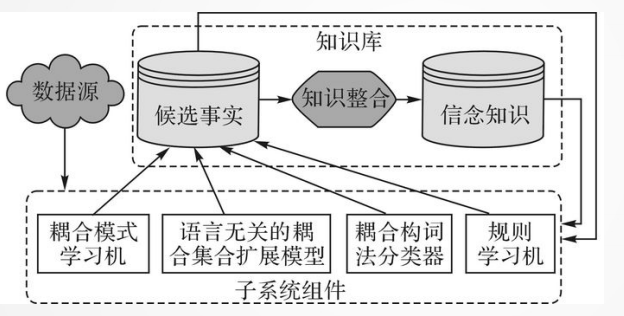 知识库
数据源
候选事实
知识整合
信念知识
耦合模式
学习机
语言无关的耦
合集合扩展模型
耦合构词
法分类器
规则
学习机
子系统组件